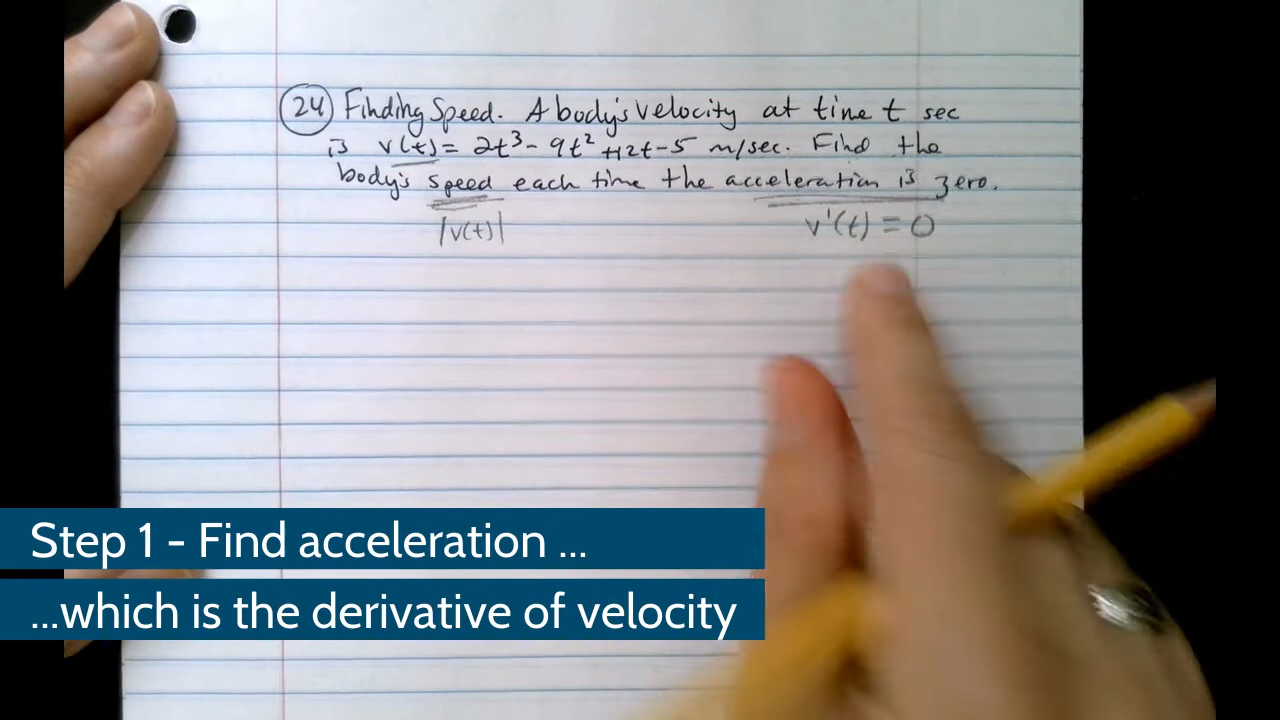 24 Finding Speed. A body's velocity at time t sec
is v(t) = 2t³ - 9t² + 12t - 5 m/sec. Find the
body's speed each time the acceleration is zero.
|v(t)| v'(t) = 0
Step 1 - Find acceleration ...
...which is the derivative of velocity